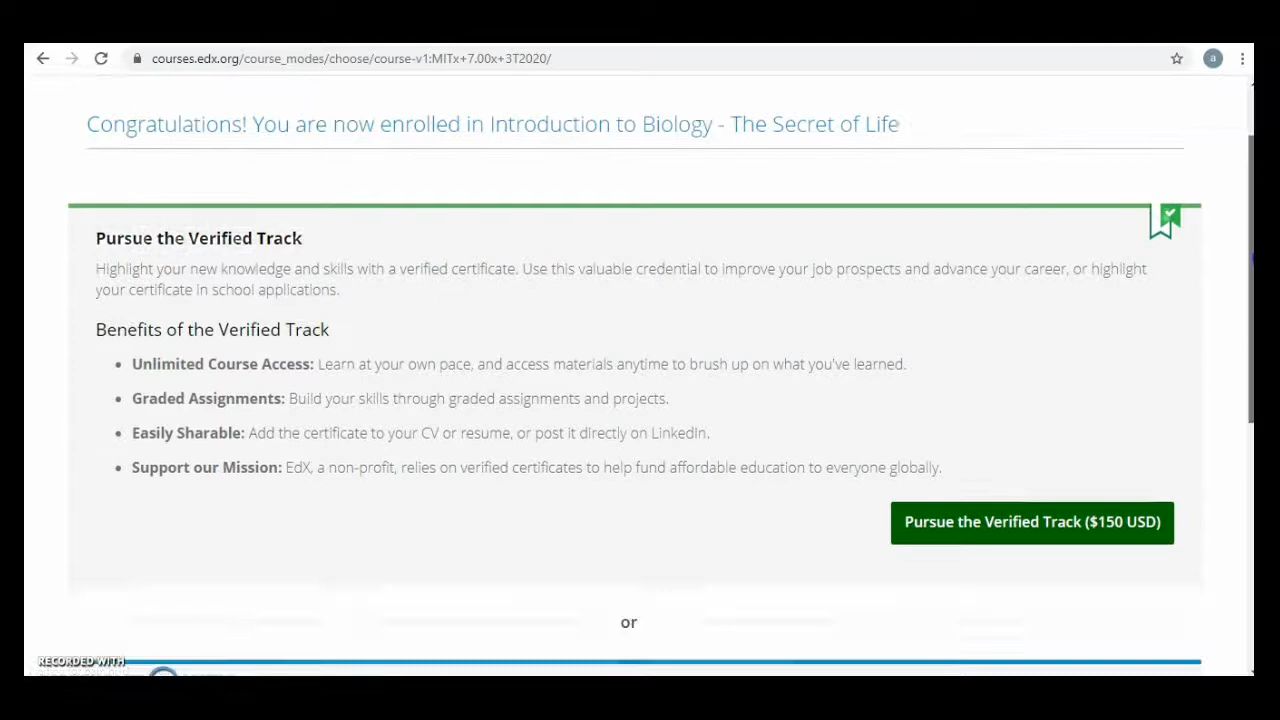 courses.edx.org/course_modes/choose/course-v1:MITx+7.00x+3T2020/
a
Congratulations! You are now enrolled in Introduction to Biology - The Secret of Life
Pursue the Verified Track
Highlight your new knowledge and skills with a verified certificate. Use this valuable credential to improve your job prospects and advance your career, or highlight
your certificate in school applications.
Benefits of the Verified Track
• Unlimited Course Access: Learn at your own pace, and access materials anytime to brush up on what you've learned.
• Graded Assignments: Build your skills through graded assignments and projects.
• Easily Sharable: Add the certificate to your CV or resume, or post it directly on LinkedIn.
• Support our Mission: EdX, a non-profit, relies on verified certificates to help fund affordable education to everyone globally.
Pursue the Verified Track ($150 USD)
or
RECORDED WITH